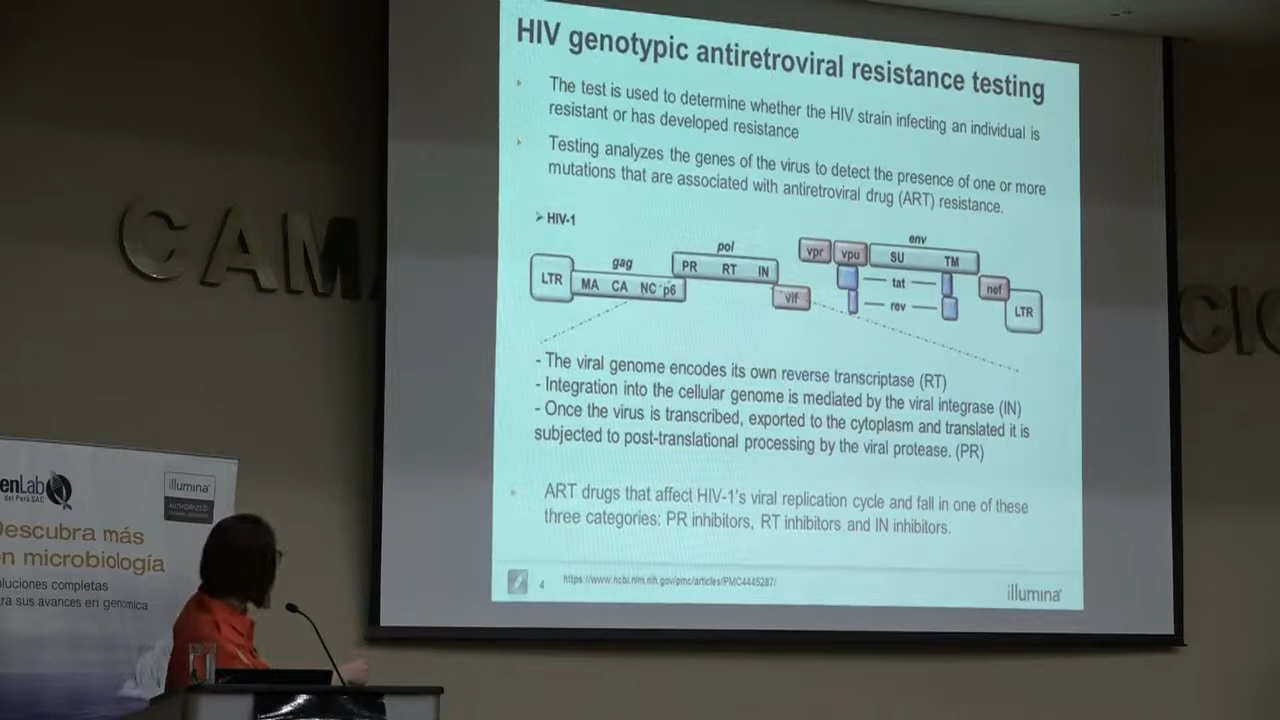 HIV genotypic antiretroviral resistance testing
The test is used to determine whether the HIV strain infecting an individual is
resistant or has developed resistance
Testing analyzes the genes of the virus to detect the presence of one or more
mutations that are associated with antiretroviral drug (ART) resistance.
➢ HIV-1
LTR
gag
MA CA NC p6
pol
PR RT IN
vif
vpr
vpu
env
SU TM
tat
rev
nef
LTR
- The viral genome encodes its own reverse transcriptase (RT)
- Integration into the cellular genome is mediated by the viral integrase (IN)
- Once the virus is transcribed, exported to the cytoplasm and translated it is
subjected to post-translational processing by the viral protease. (PR)
ART drugs that affect HIV-1's viral replication cycle and fall in one of these
three categories: PR inhibitors, RT inhibitors and IN inhibitors.
4
https://www.ncbi.nlm.nih.gov/pmc/articles/PMC4445287/
illumina
CAM
CIO
enLab
del Perú SAC
illumina
AUTHORIZED
Descubra más
en microbiología
oluciones completas
ra sus avances en genómica